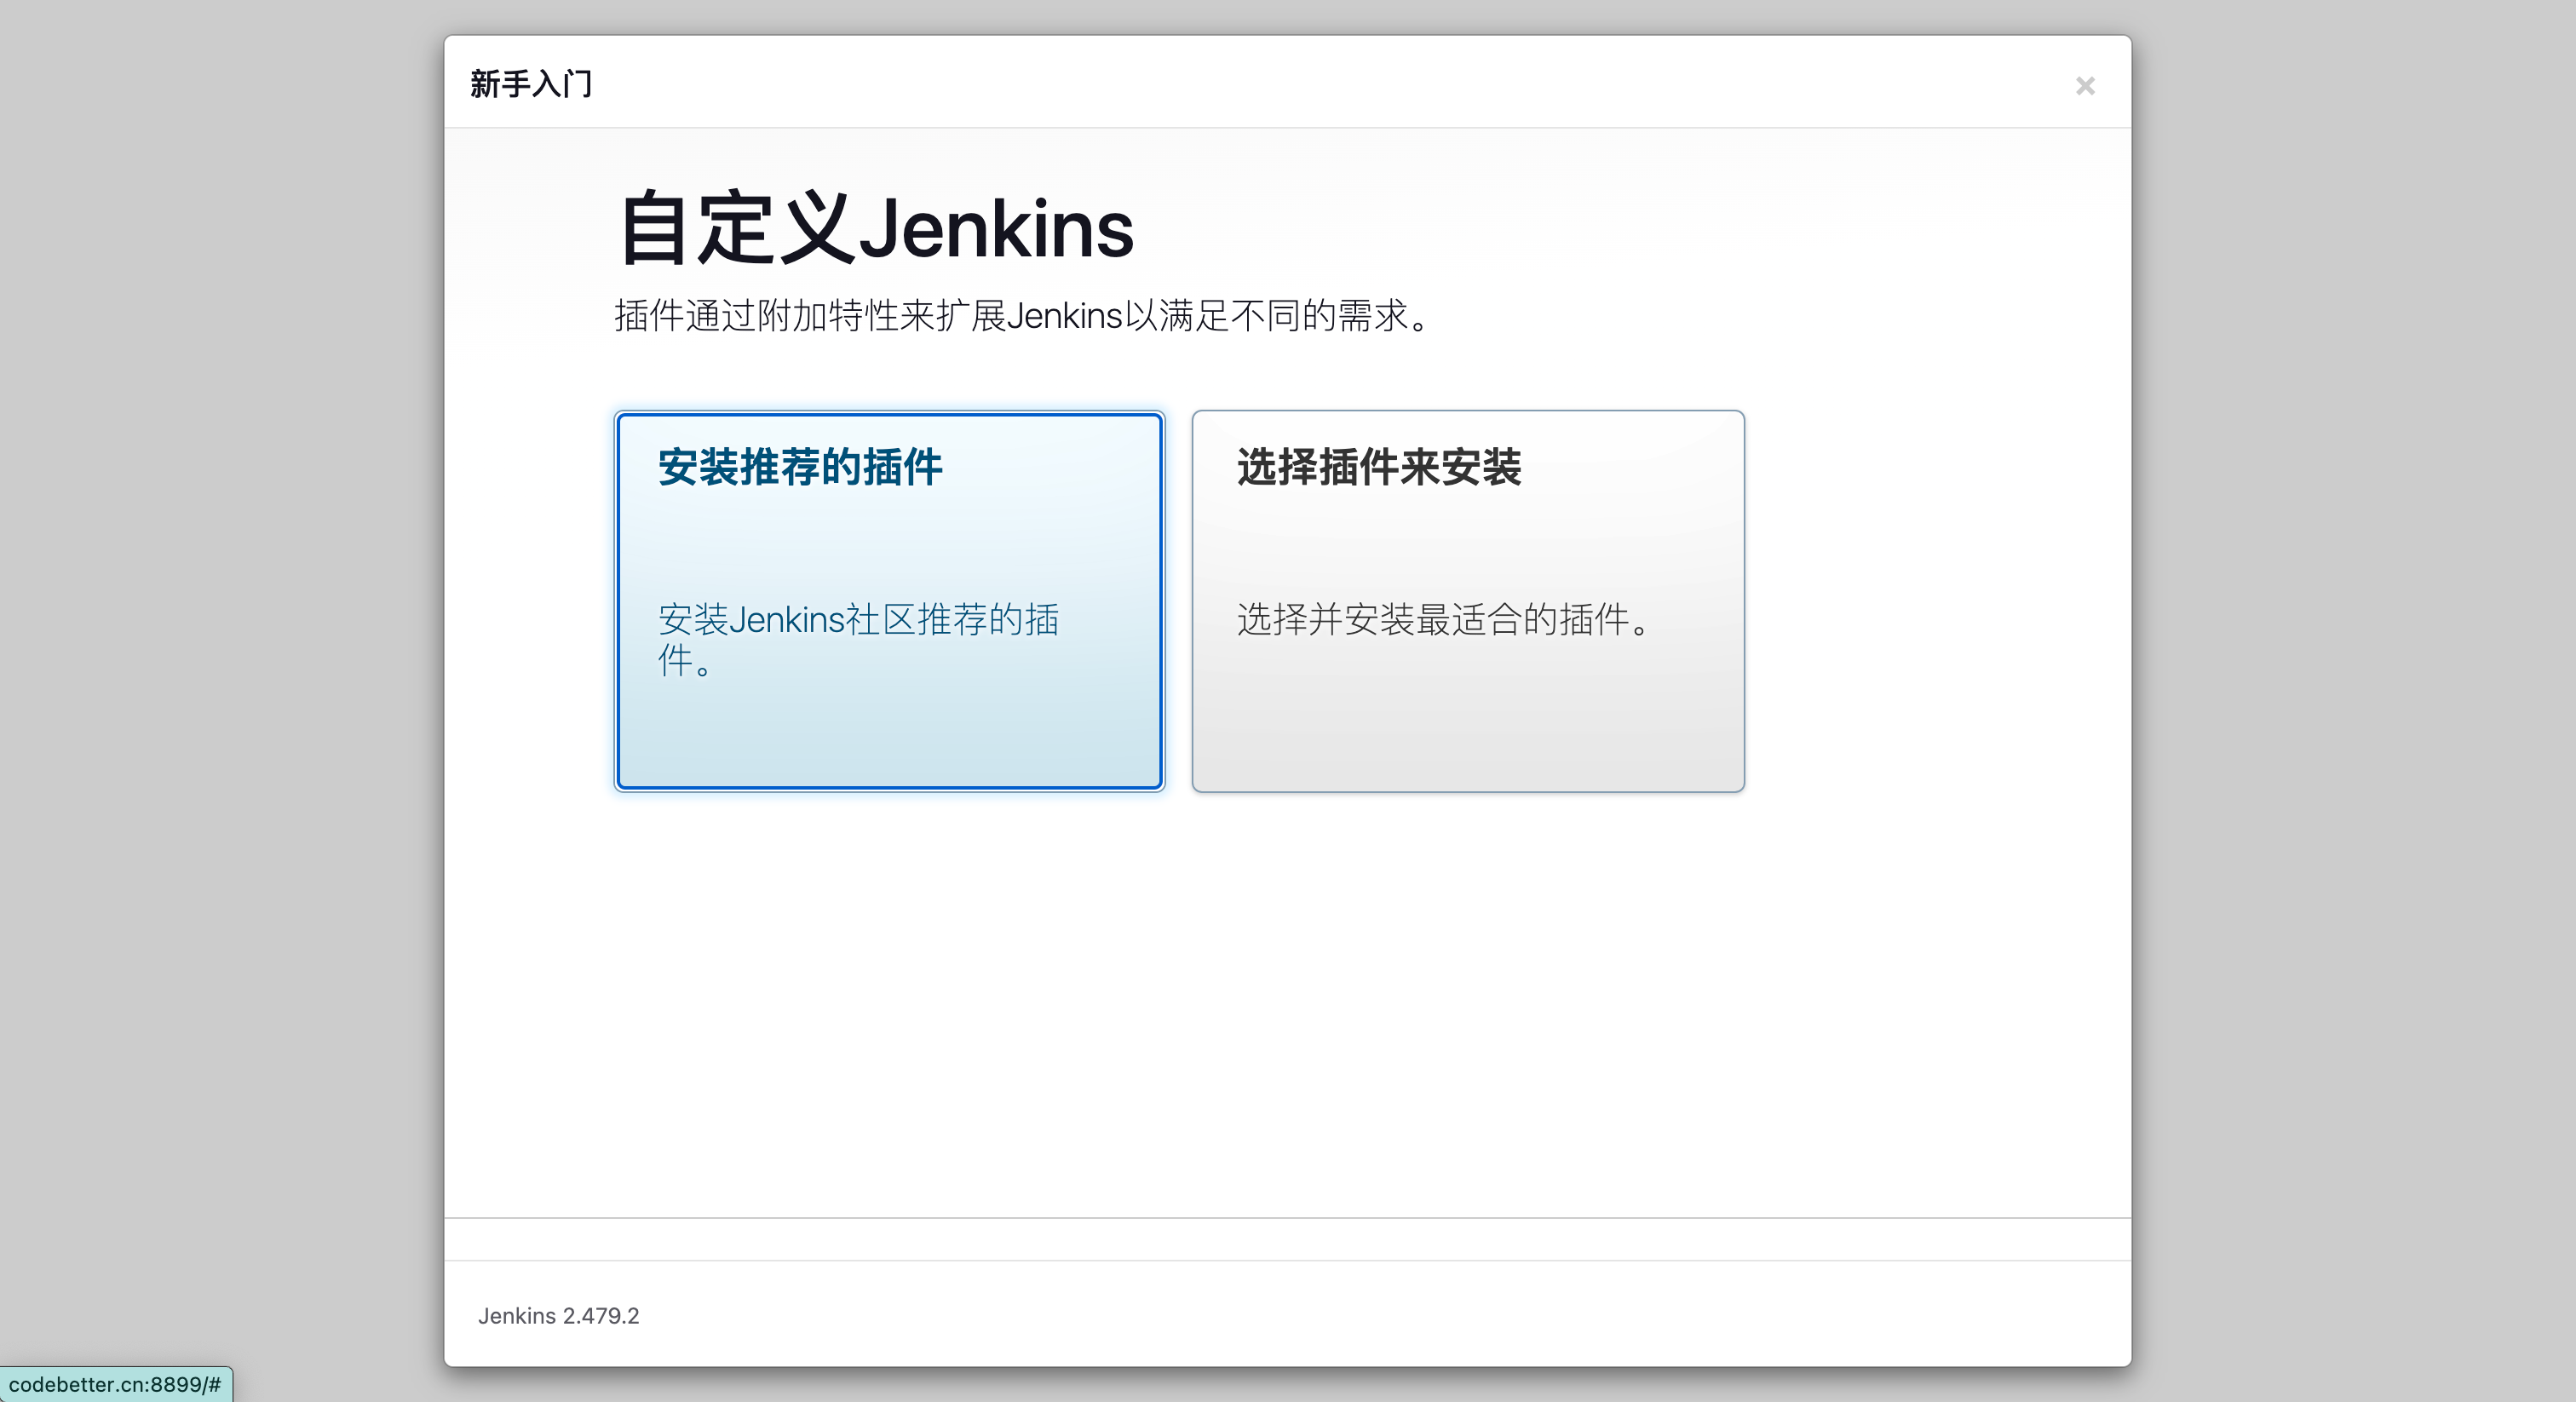 新手入门
×
自定义Jenkins
插件通过附加特性来扩展Jenkins以满足不同的需求。
安装推荐的插件
安装Jenkins社区推荐的插
件。
选择插件来安装
选择并安装最适合的插件。
Jenkins 2.479.2
codebetter.cn:8899/#